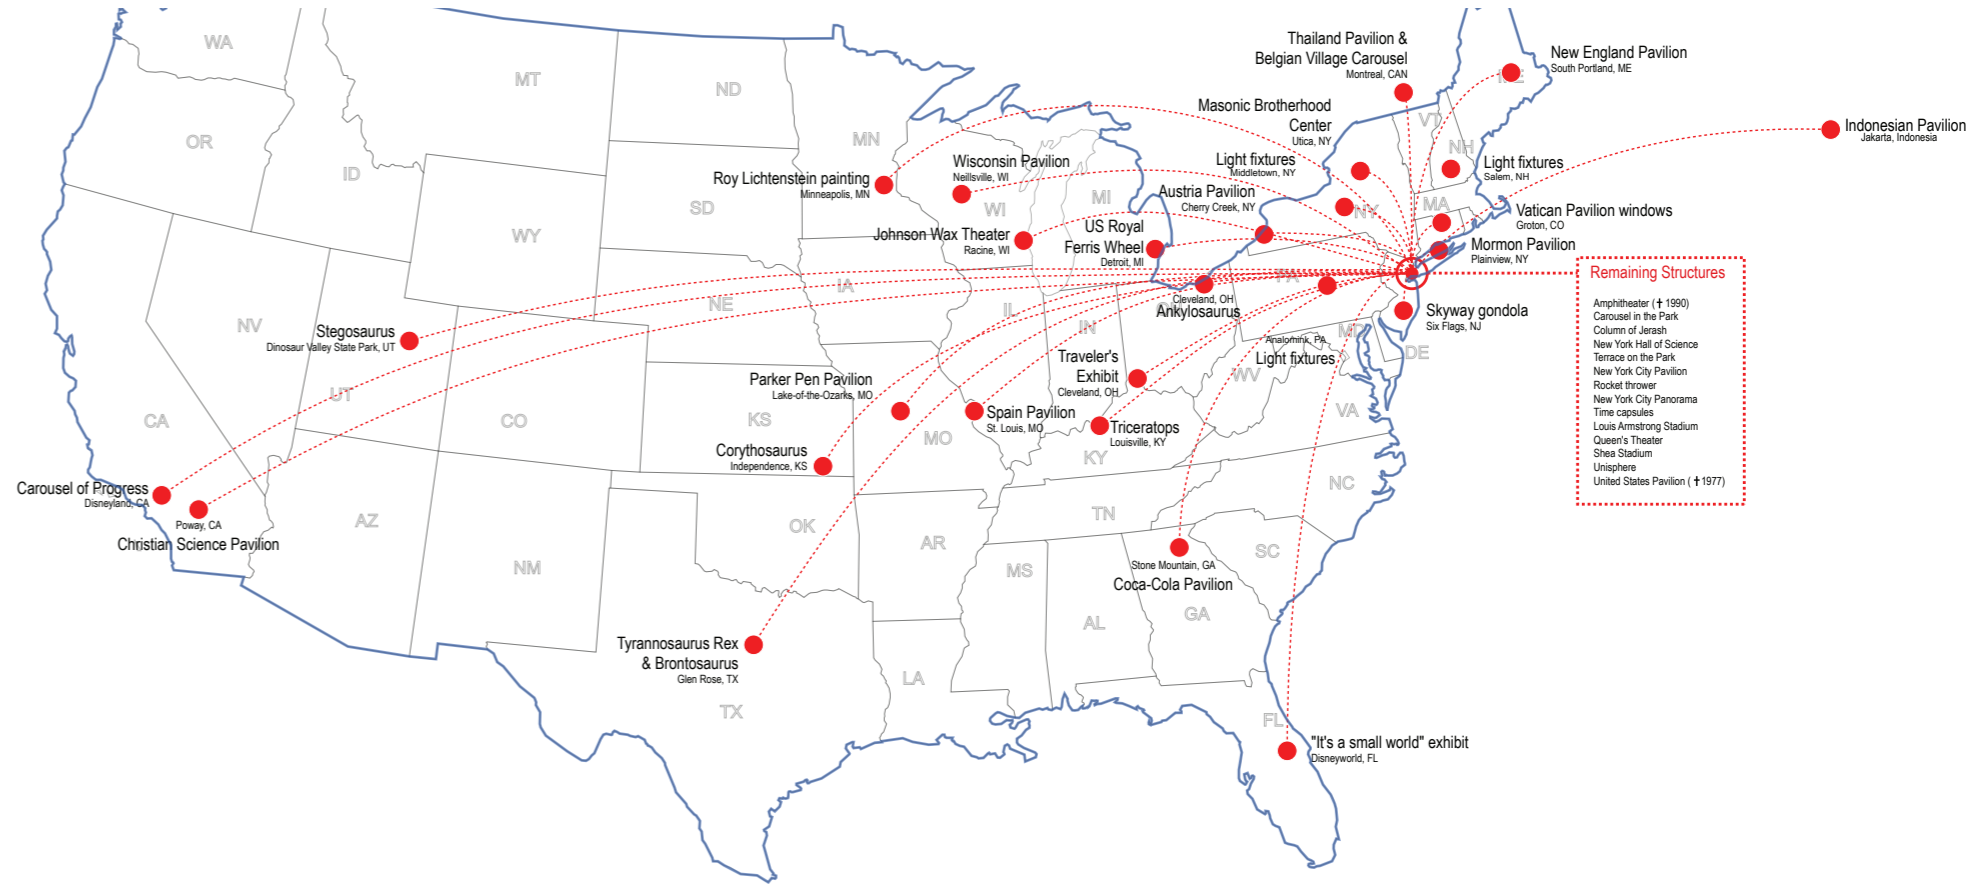 WA
MT
ND
MN
OR
ID
SD
WY
WI
MI
NE
IA
IL
IN
NV
UT
CO
KS
MO
CA
AZ
NM
OK
AR
TX
LA
MS
AL
GA
FL
SC
NC
TN
KY
WV
VA
DE
PA
NY
MA
VT
NH
Thailand Pavilion &
Belgian Village Carousel
Montreal, CAN
New England Pavilion
South Portland, ME
Masonic Brotherhood
Center
Utica, NY
Indonesian Pavilion
Jakarta, Indonesia
Light fixtures
Middletown, NY
Light fixtures
Salem, NH
Wisconsin Pavilion
Neillsville, WI
Roy Lichtenstein painting
Minneapolis, MN
Austria Pavilion
Cherry Creek, NY
Vatican Pavilion windows
Groton, CO
Johnson Wax Theater
Racine, WI
US Royal
Ferris Wheel
Detroit, MI
Mormon Pavilion
Plainview, NY
Cleveland, OH
Ankylosaurus
Skyway gondola
Six Flags, NJ
Stegosaurus
Dinosaur Valley State Park, UT
Analomink, PA
Light fixtures
Traveler's
Exhibit
Cleveland, OH
Parker Pen Pavilion
Lake-of-the-Ozarks, MO
Spain Pavilion
St. Louis, MO
Triceratops
Louisville, KY
Corythosaurus
Independence, KS
Carousel of Progress
Disneyland, CA
Poway, CA
Christian Science Pavilion
Stone Mountain, GA
Coca-Cola Pavilion
Tyrannosaurus Rex
& Brontosaurus
Glen Rose, TX
"It's a small world" exhibit
Disneyworld, FL
Remaining Structures
Amphitheater (✝ 1990)
Carousel in the Park
Column of Jerash
New York Hall of Science
Terrace on the Park
New York City Pavilion
Rocket thrower
New York City Panorama
Time capsules
Louis Armstrong Stadium
Queen's Theater
Shea Stadium
Unisphere
United States Pavilion (✝1977)